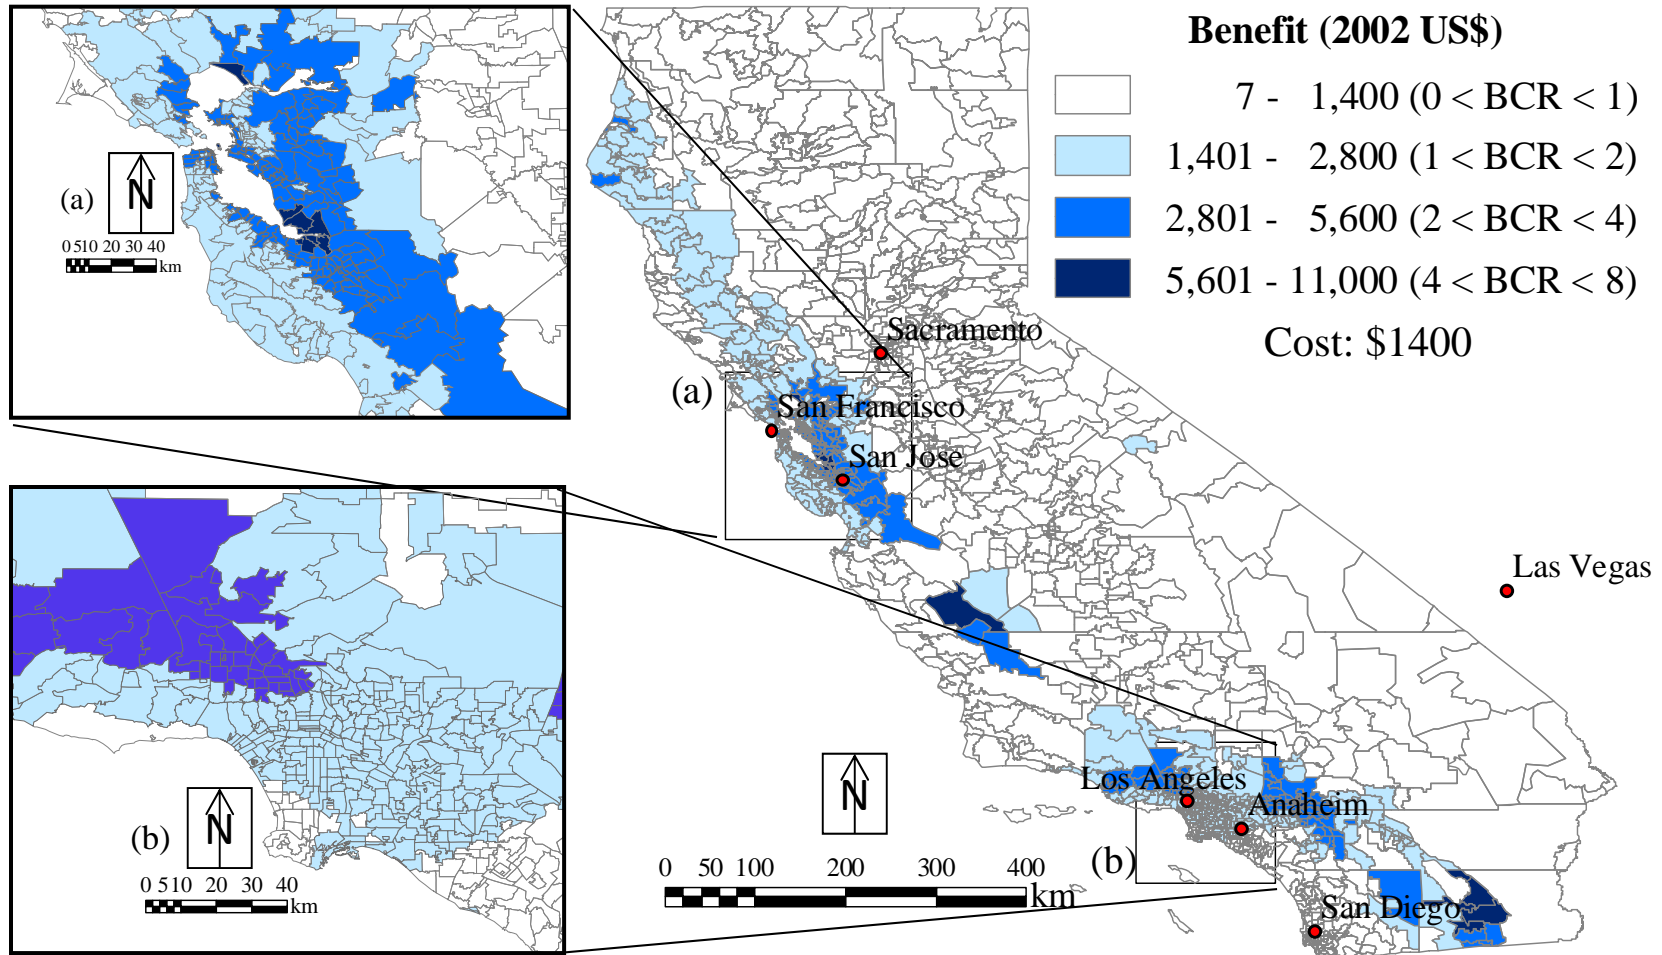 Benefit (2002 US$)
7 - 1,400 (0 < BCR < 1)
1,401 - 2,800 (1 < BCR < 2)
2,801 - 5,600 (2 < BCR < 4)
5,601 - 11,000 (4 < BCR < 8)
Cost: $1400
(a)
N
0 5 10 20 30 40
km
Sacramento
(a)
San Francisco
San Jose
Las Vegas
Los Angeles
Anaheim
N
(b)
San Diego
0 50 100 200 300 400
km
(b)
N
0 5 10 20 30 40
km